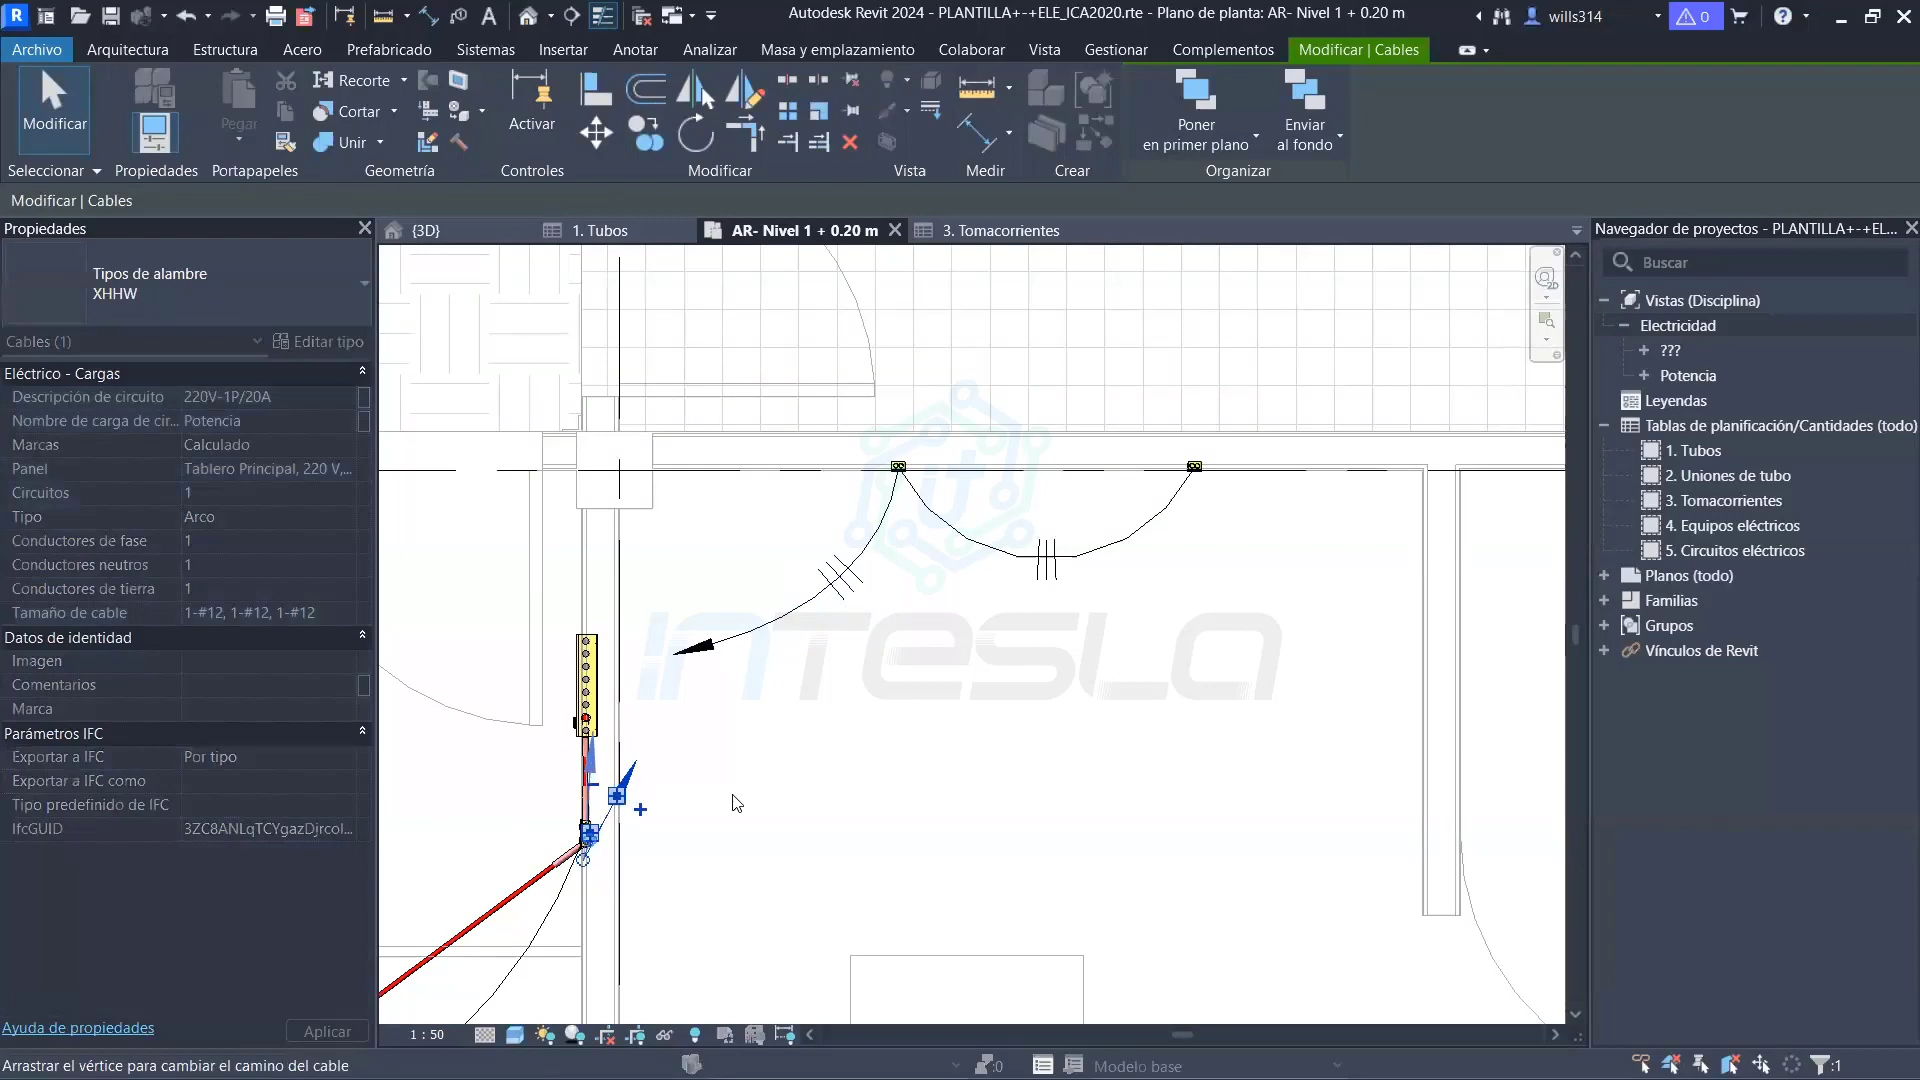 Autodesk Revit 2024 - PLANTILLA+-+ELE_ICA2020.rte - Plano de planta: AR- Nivel 1 + 0.20 m
wills314
0
Archivo Arquitectura Estructura Acero Prefabricado Sistemas Insertar Anotar Analizar Masa y emplazamiento Colaborar Vista Gestionar Complementos Modificar | Cables
Modificar
Pegar
Recorte
Cortar
Unir
Activar
Poner
en primer plano
Enviar
al fondo
Seleccionar Propiedades Portapapeles Geometría Controles Modificar Vista Medir Crear Organizar
Modificar | Cables
Propiedades
Tipos de alambre
XHHW
Cables (1)
Editar tipo
Eléctrico - Cargas
Descripción de circuito 220V-1P/20A
Nombre de carga de cir... Potencia
Marcas Calculado
Panel Tablero Principal, 220 V,...
Circuitos 1
Tipo Arco
Conductores de fase 1
Conductores neutros 1
Conductores de tierra 1
Tamaño de cable 1-#12, 1-#12, 1-#12
Datos de identidad
Imagen
Comentarios
Marca
Parámetros IFC
Exportar a IFC Por tipo
Exportar a IFC como
Tipo predefinido de IFC
IfcGUID 3ZC8ANLqTCYgazDjrcol...
Ayuda de propiedades
Aplicar
{3D}
1. Tubos
AR- Nivel 1 + 0.20 m
3. Tomacorrientes
2D
it
inTESLA
1 : 50
Navegador de proyectos - PLANTILLA+-+EL...
Buscar
Vistas (Disciplina)
Electricidad
???
Potencia
Leyendas
Tablas de planificación/Cantidades (todo)
1. Tubos
2. Uniones de tubo
3. Tomacorrientes
4. Equipos eléctricos
5. Circuitos eléctricos
Planos (todo)
Familias
Grupos
Vínculos de Revit
Arrastrar el vértice para cambiar el camino del cable
:0
Modelo base
:1